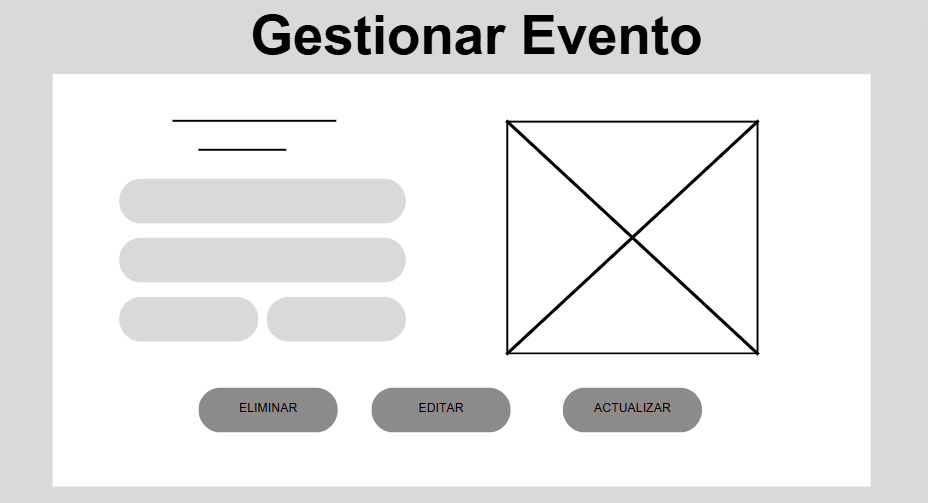 Gestionar Evento
ELIMINAR
EDITAR
ACTUALIZAR